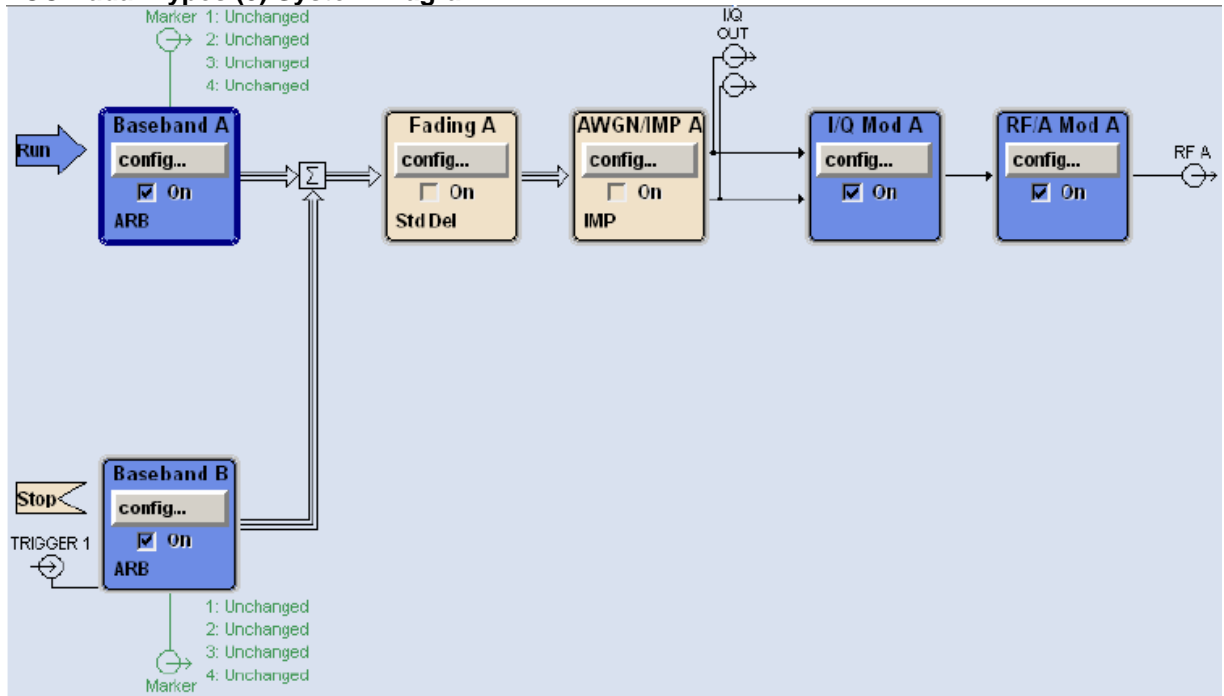 Marker 1: Unchanged
2: Unchanged
3: Unchanged
4: Unchanged
I/Q
OUT
Run
Baseband A
config...
On
ARB
Σ
Fading A
config...
On
Std Del
AWGN/IMP A
config...
On
IMP
I/Q Mod A
config...
On
RF/A Mod A
config...
On
RF A
Stop
TRIGGER 1
Baseband B
config...
On
ARB
1: Unchanged
2: Unchanged
3: Unchanged
4: Unchanged
Marker